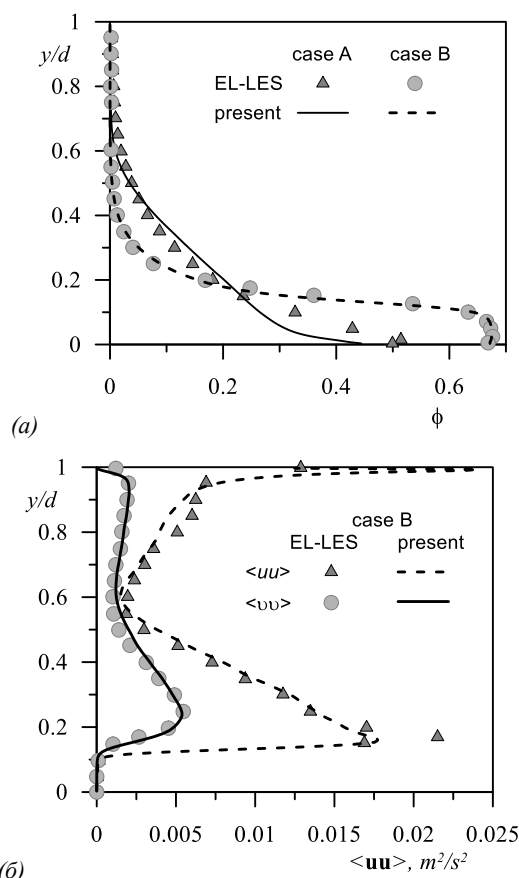 1
y/d
0.8
0.6
0.4
0.2
0
case A case B
EL-LES
present
0 0.2 0.4 0.6
ϕ
(а)
1
y/d
0.8
0.6
0.4
0.2
0
case B
EL-LES present
<uu>
<υυ>
0 0.005 0.01 0.015 0.02 0.025
<uu>, m²/s²
(б)